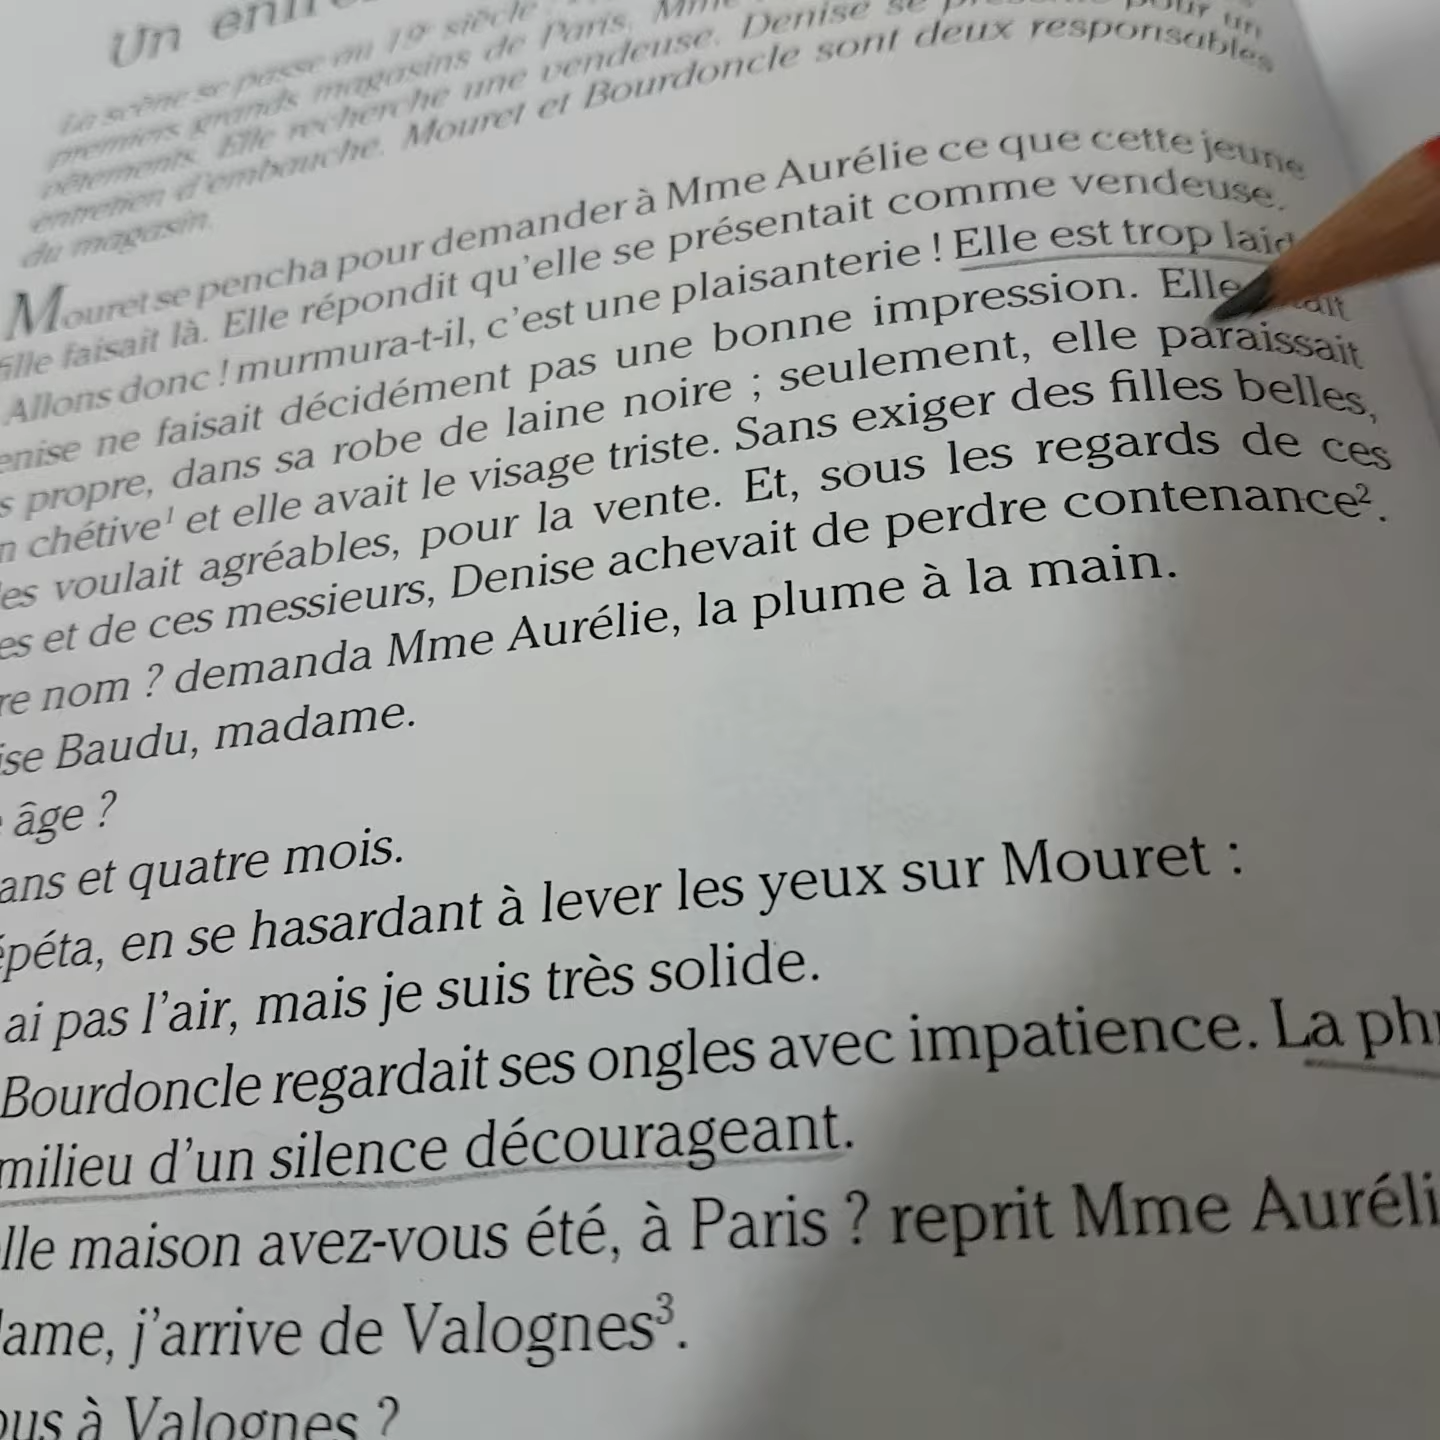 Un
La scène se passe au 19e siècle
premiers grands magasins de Paris. Mme
vêtements. Elle recherche une vendeuse. Denise se pour un
entretien d'embauche. Mouret et Bourdoncle sont deux responsables
du magasin.
Mouret se pencha pour demander à Mme Aurélie ce que cette jeune
fille faisait là. Elle répondit qu'elle se présentait comme vendeuse.
Allons donc ! murmura-t-il, c'est une plaisanterie ! Elle est trop laid
enise ne faisait décidément pas une bonne impression. Elle tait
s propre, dans sa robe de laine noire ; seulement, elle paraissait
n chétive¹ et elle avait le visage triste. Sans exiger des filles belles,
es voulait agréables, pour la vente. Et, sous les regards de ces
es et de ces messieurs, Denise achevait de perdre contenance².
re nom ? demanda Mme Aurélie, la plume à la main.
ise Baudu, madame.
âge ?
ans et quatre mois.
épéta, en se hasardant à lever les yeux sur Mouret :
ai pas l'air, mais je suis très solide.
Bourdoncle regardait ses ongles avec impatience. La ph
milieu d'un silence décourageant.
lle maison avez-vous été, à Paris ? reprit Mme Auréli
ame, j'arrive de Valognes³.
ous à Valognes ?